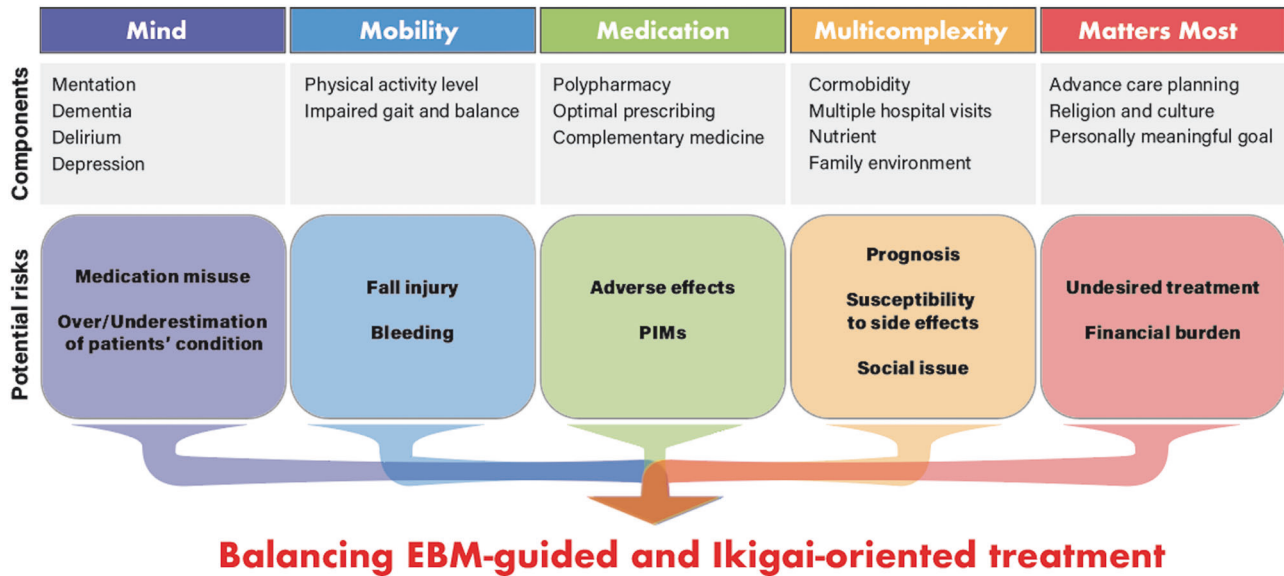 Mind
Mobility
Medication
Multicomplexity
Matters Most
Components
Mentation
Dementia
Delirium
Depression
Physical activity level
Impaired gait and balance
Polypharmacy
Optimal prescribing
Complementary medicine
Cormobidity
Multiple hospital visits
Nutrient
Family environment
Advance care planning
Religion and culture
Personally meaningful goal
Potential risks
Medication misuse
Over/Underestimation
of patients’ condition
Fall injury
Bleeding
Adverse effects
PIMs
Prognosis
Susceptibility
to side effects
Social issue
Undesired treatment
Financial burden
Balancing EBM-guided and Ikigai-oriented treatment